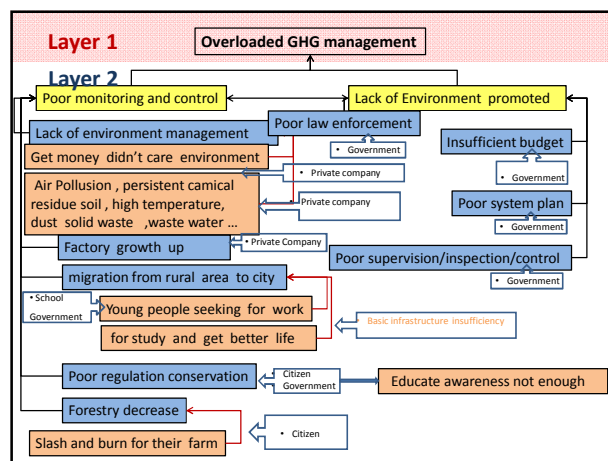 Layer 1
Overloaded GHG management
Layer 2
Poor monitoring and control
Lack of Environment promoted
Poor law enforcement
Lack of environment management
• Government
Insufficient budget
Get money didn't care environment
• Private company
• Government
Air Pollusion , persistent camical
residue soil , high temperature,
dust solid waste ,waste water ...
• Private company
Poor system plan
• Government
Factory growth up
• Private Company
Poor supervision/inspection/control
• Government
migration from rural area to city
• School
Government
Young people seeking for work
Basic infrastructure insufficiency
for study and get better life
Poor regulation conservation
Citizen
Government
Educate awareness not enough
Forestry decrease
• Citizen
Slash and burn for their farm